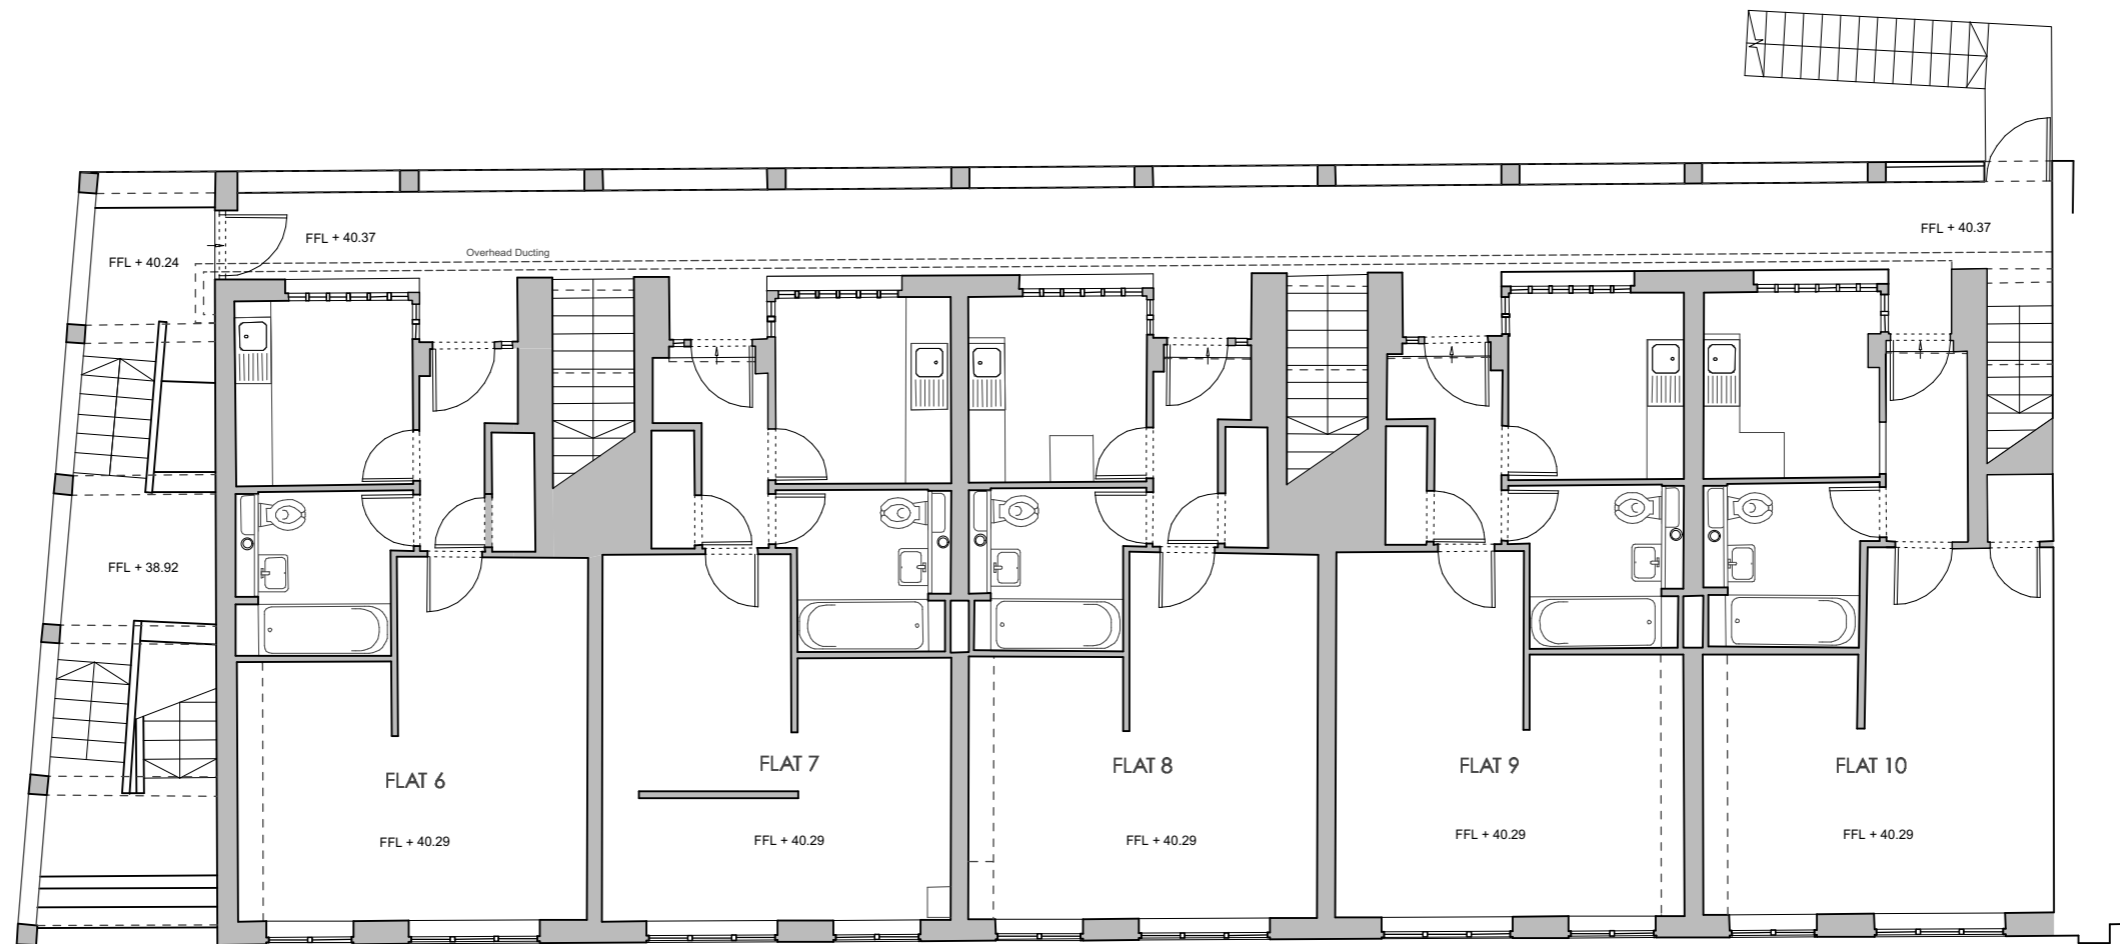 FFL + 40.37
FFL + 40.37
Overhead Ducting
FFL + 40.24
FFL + 38.92
FLAT 6
FLAT 7
FLAT 8
FLAT 9
FLAT 10
FFL + 40.29
FFL + 40.29
FFL + 40.29
FFL + 40.29
FFL + 40.29